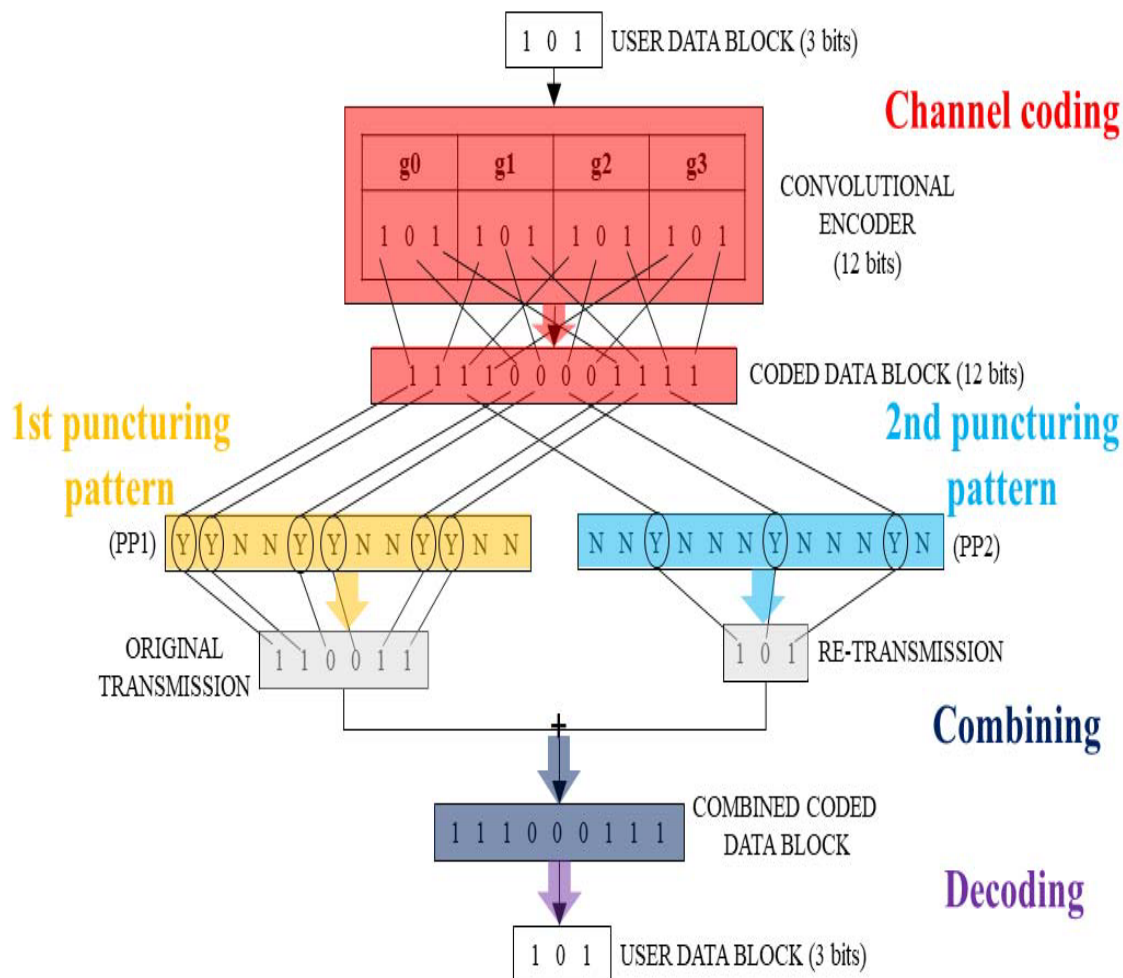 1 0 1 USER DATA BLOCK (3 bits)
Channel coding
g0 g1 g2 g3
1 0 1 1 0 1 1 0 1 1 0 1
CONVOLUTIONAL
ENCODER
(12 bits)
1 1 1 1 0 0 0 0 1 1 1 1 CODED DATA BLOCK (12 bits)
1st puncturing
pattern
2nd puncturing
pattern
(PP1) Y Y N N Y Y N N Y Y N N
N N Y N N N Y N N N Y N (PP2)
ORIGINAL
TRANSMISSION
1 1 0 0 1 1
1 0 1 RE-TRANSMISSION
+
Combining
1 1 1 0 0 0 1 1 1
COMBINED CODED
DATA BLOCK
Decoding
1 0 1 USER DATA BLOCK (3 bits)